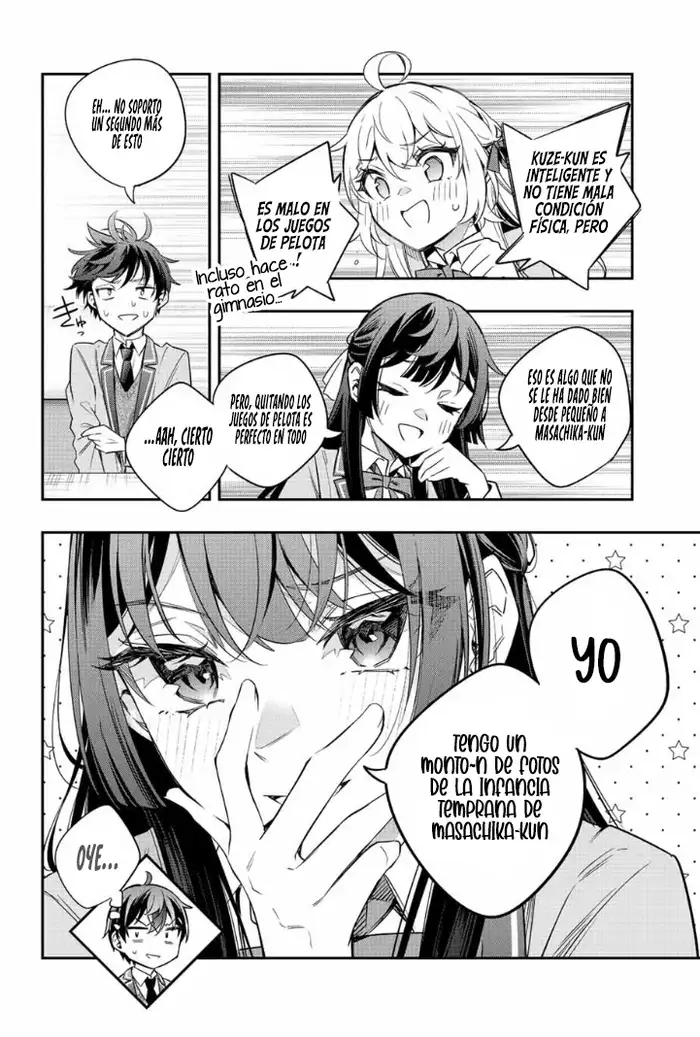 KUZE-KUN ES
INTELIGENTE Y
NO TIENE MALA
CONDICIÓN
FÍSICA, PERO
ES MALO EN
LOS JUEGOS
DE PELOTA
Incluso hace
rato en el
gimnasio...
EH... NO SOPORTO
UN SEGUNDO MÁS
DE ESTO
きゅっ
ESO ES ALGO QUE NO
SE LE HA DADO BIEN
DESDE PEQUEÑO A
MASACHIKA-KUN
PERO, QUITANDO LOS
JUEGOS DE PELOTA ES
PERFECTO EN TODO
...AAH, CIERTO
CIERTO
YO
TENGO UN
MONTO-N DE FOTOS
DE LA INFANCIA
TEMPRANA DE
MASACHIKA-KUN
OYE...